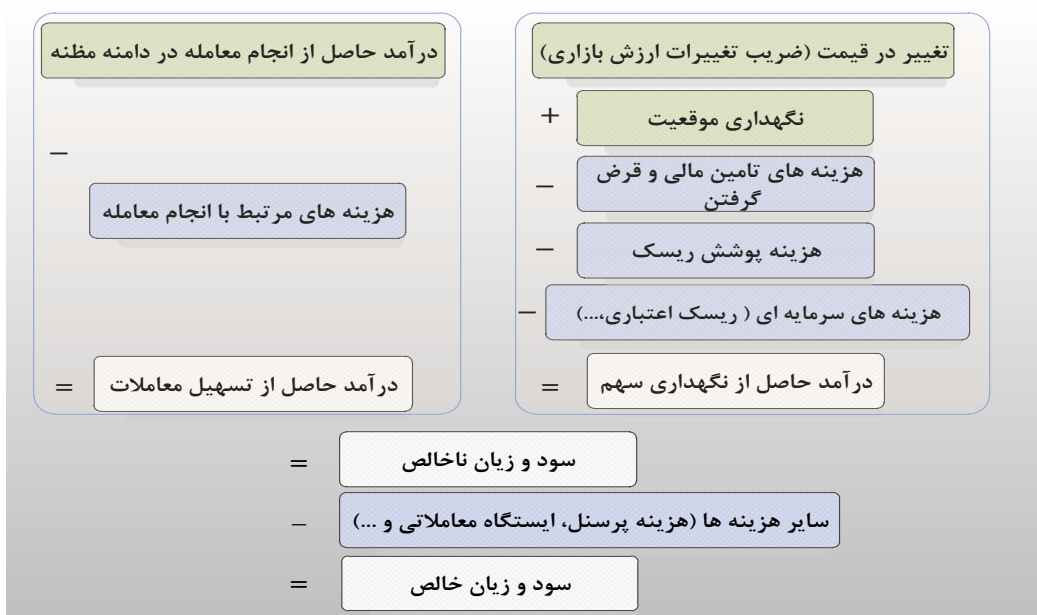 تغییر در قیمت (ضریب تغییرات ارزش بازاری)
+ نگهداری موقعیت
− هزینه های تامین مالی و قرض
گرفتن
− هزینه پوشش ریسک
− هزینه های سرمایه ای ( ریسک اعتباری،...)
= درآمد حاصل از نگهداری سهم
درآمد حاصل از انجام معامله در دامنه مظنه
−
هزینه های مرتبط با انجام معامله
= درآمد حاصل از تسهیل معاملات
= سود و زیان ناخالص
− سایر هزینه ها (هزینه پرسنل، ایستگاه معاملاتی و ...)
= سود و زیان خالص